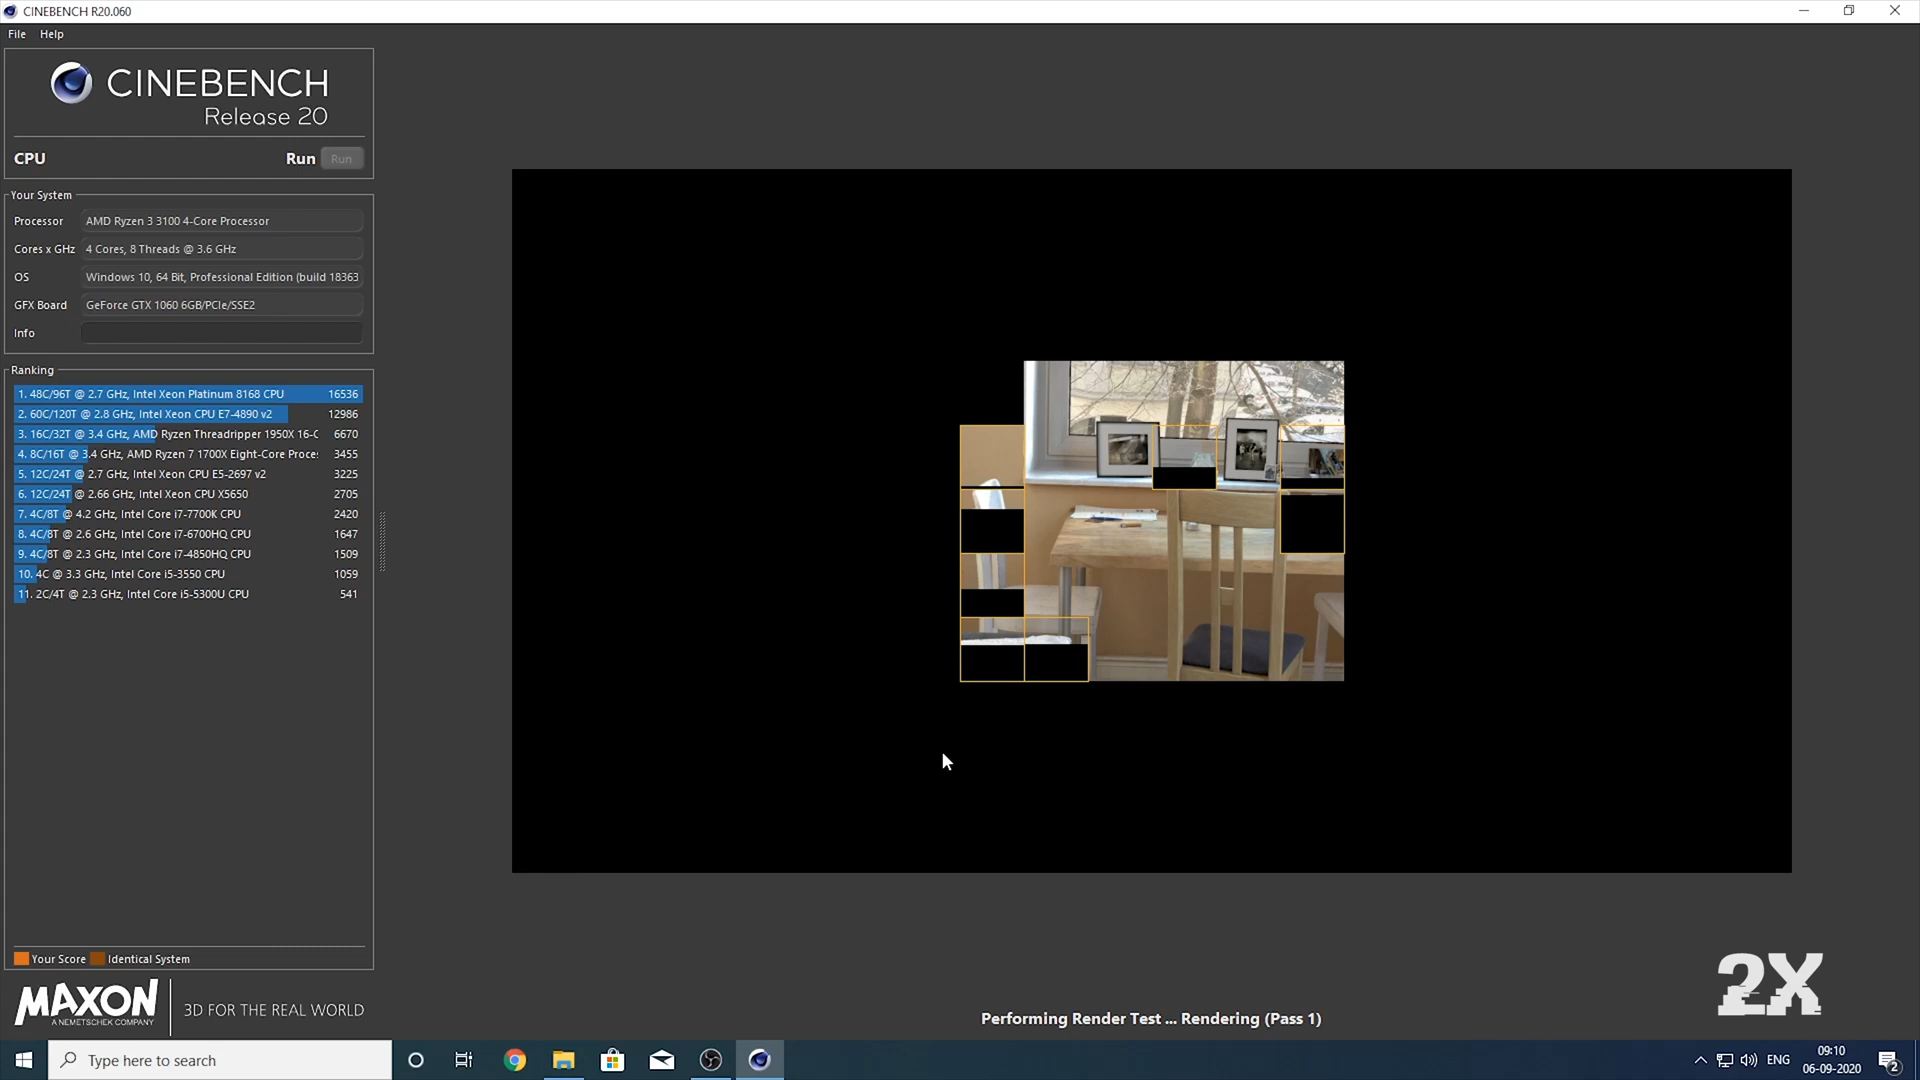 CINEBENCH R20.060
File Help
CINEBENCH
Release 20
CPU Run Run
Your System
Processor AMD Ryzen 3 3100 4-Core Processor
Cores x GHz 4 Cores, 8 Threads @ 3.6 GHz
OS Windows 10, 64 Bit, Professional Edition (build 18363
GFX Board GeForce GTX 1060 6GB/PCIe/SSE2
Info
Ranking
1. 48C/96T @ 2.7 GHz, Intel Xeon Platinum 8168 CPU 16536
2. 60C/120T @ 2.8 GHz, Intel Xeon CPU E7-4890 v2 12986
3. 16C/32T @ 3.4 GHz, AMD Ryzen Threadripper 1950X 16-C 6670
4. 8C/16T @ 3.4 GHz, AMD Ryzen 7 1700X Eight-Core Proce: 3455
5. 12C/24T @ 2.7 GHz, Intel Xeon CPU E5-2697 v2 3225
6. 12C/24T @ 2.66 GHz, Intel Xeon CPU X5650 2705
7. 4C/8T @ 4.2 GHz, Intel Core i7-7700K CPU 2420
8. 4C/8T @ 2.6 GHz, Intel Core i7-6700HQ CPU 1647
9. 4C/8T @ 2.3 GHz, Intel Core i7-4850HQ CPU 1509
10. 4C @ 3.3 GHz, Intel Core i5-3550 CPU 1059
11. 2C/4T @ 2.3 GHz, Intel Core i5-5300U CPU 541
Your Score Identical System
MAXON
A NEMETSCHEK COMPANY
3D FOR THE REAL WORLD
2X
Performing Render Test ... Rendering (Pass 1)
Type here to search
ENG
09:10
06-09-2020
2